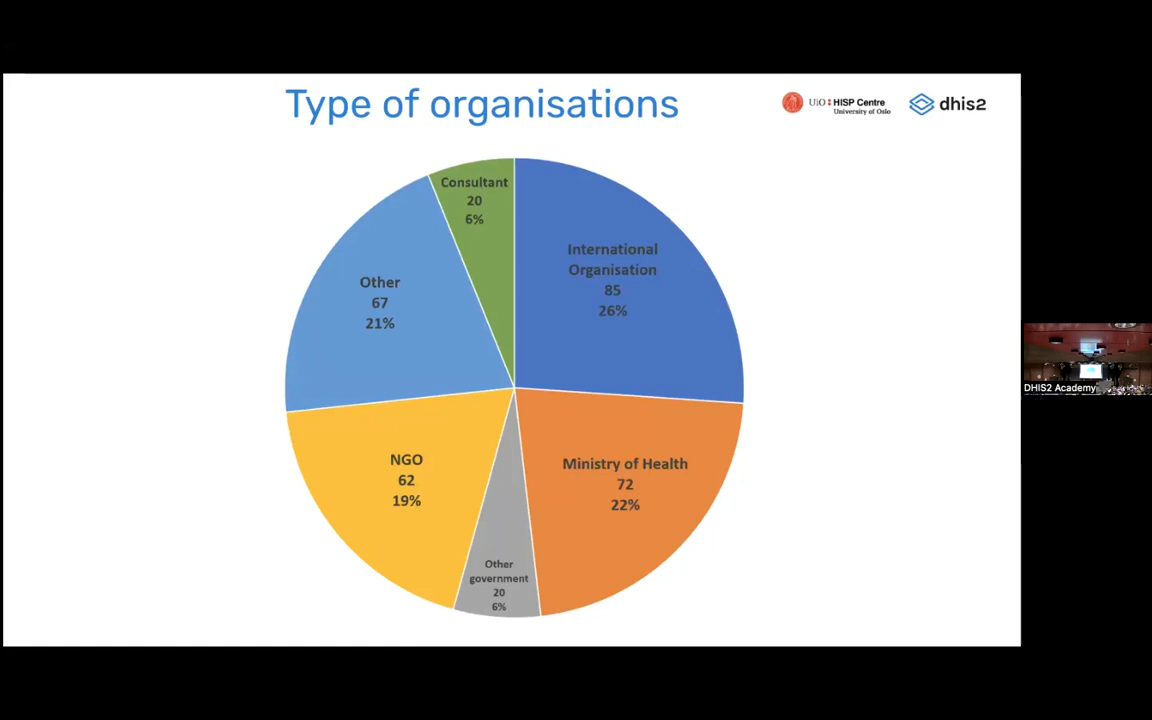 Type of organisations
UiO HISP Centre
University of Oslo
dhis2
Consultant
20
6%
International
Organisation
85
26%
Other
67
21%
NGO
62
19%
Ministry of Health
72
22%
Other
government
20
6%
DHIS2 Academy